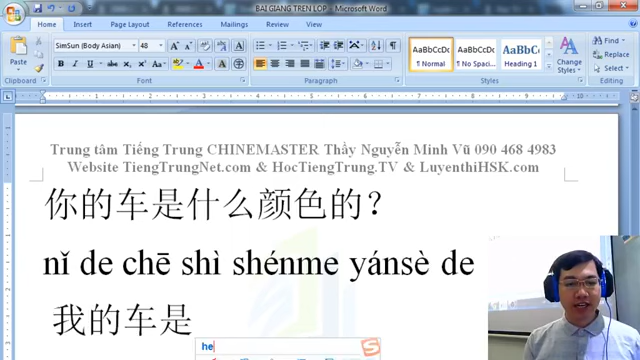 BAI GIANG TREN LOP - Microsoft Word
Home Insert Page Layout References Mailings Review View
Paste
SimSun (Body Asian) 48
AaBbCcDc AaBbCcDc AaBbC
¶ Normal ¶ No Spaci... Heading 1
Change Styles
Find
Replace
Select
Clipboard Font Paragraph Styles Editing
Trung tâm Tiếng Trung CHINEMASTER Thầy Nguyễn Minh Vũ 090 468 4983
Website TiengTrungNet.com & HocTiengTrung.TV & LuyenthiHSK.com
你的车是什么颜色的？
nǐ de chē shì shénme yánsè de
我的车是
he